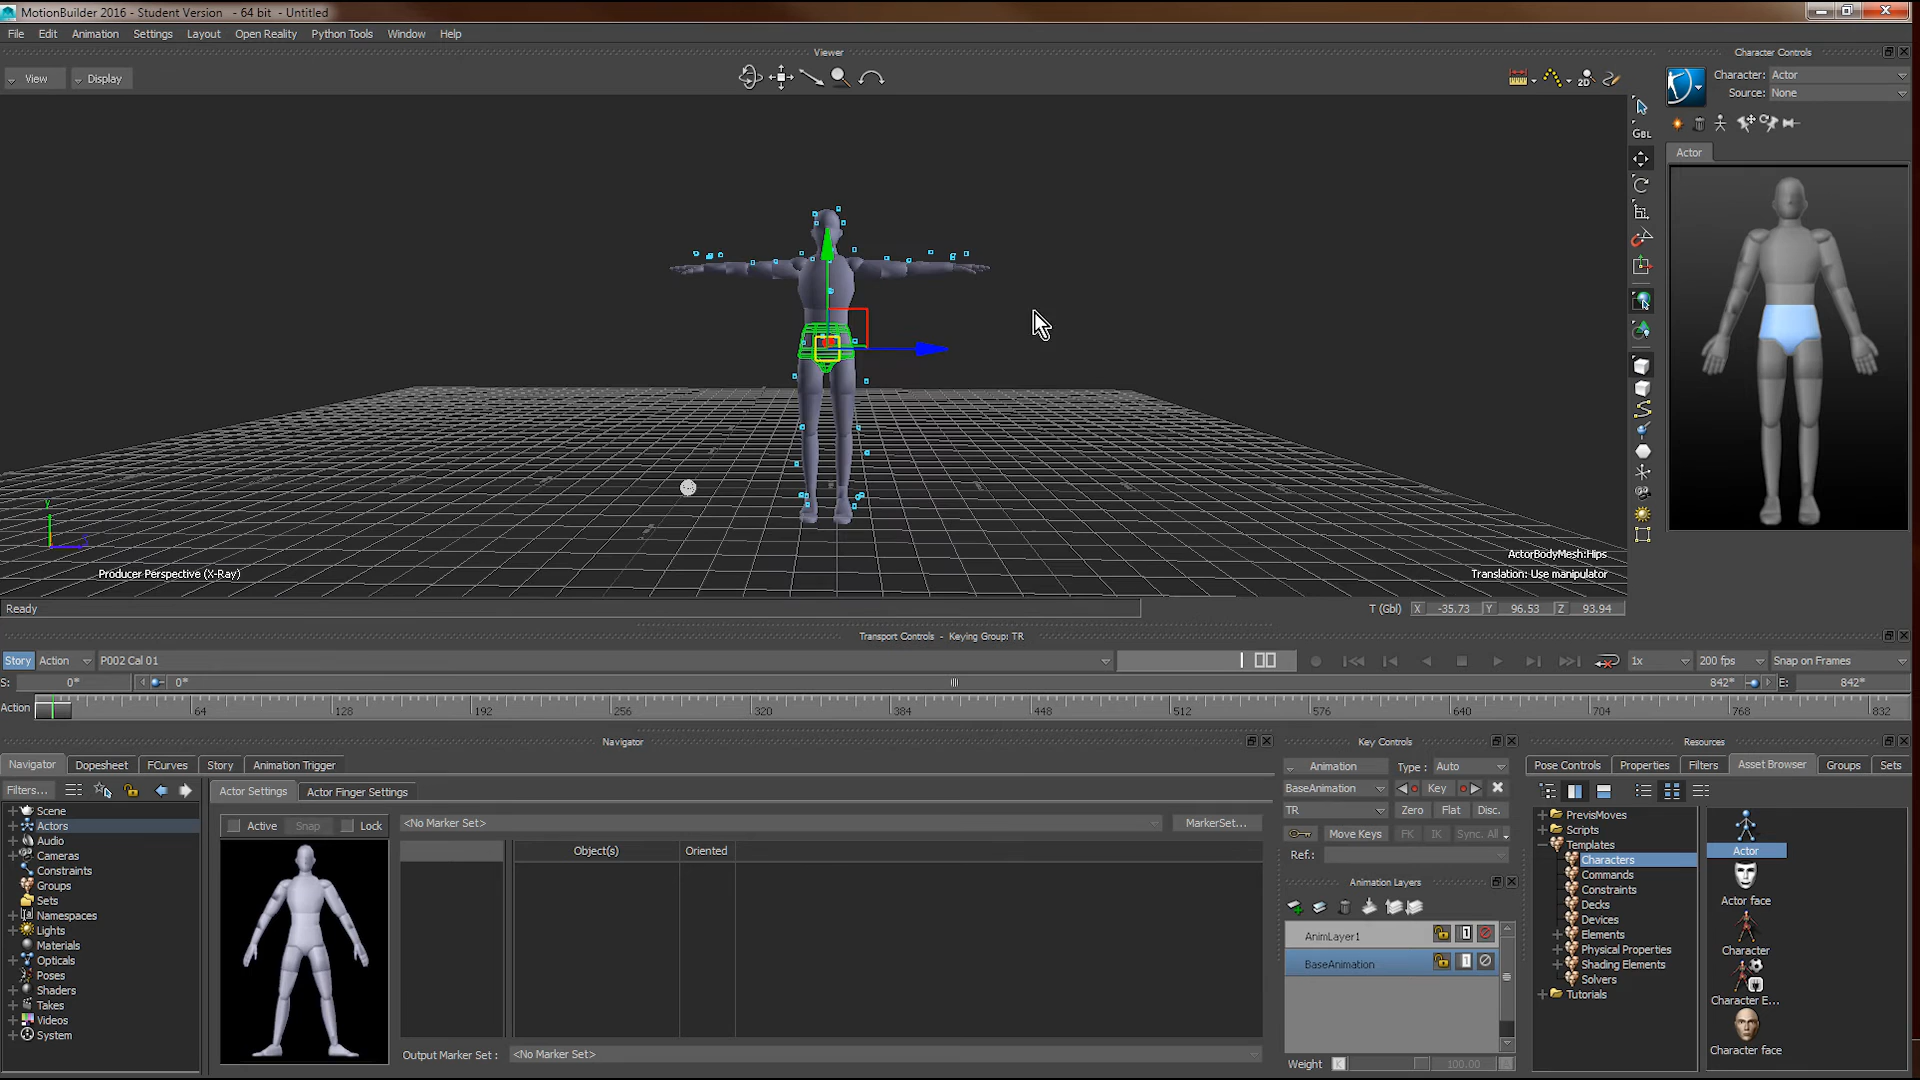 MotionBuilder 2016 - Student Version - 64 bit - Untitled
File Edit Animation Settings Layout Open Reality Python Tools Window Help
Viewer
View Display
Character Controls
Character: Actor
Source: None
GBL
Actor
ActorBodyMesh:Hips
Producer Perspective (X-Ray)
Translation: Use manipulator
Ready
T (Gbl) X -35.73 Y 96.53 Z 93.94
Transport Controls - Keying Group: TR
Story Action P002 Cal 01 1x 200 fps Snap on Frames
S: 0* 0* 842* E: 842*
Action 64 128 192 256 320 384 448 512 576 640 704 768 832
Navigator
Navigator Dopesheet FCurves Story Animation Trigger
Filters...
Scene
Actors
Audio
Cameras
Constraints
Groups
Sets
Namespaces
Lights
Materials
Opticals
Poses
Shaders
Takes
Videos
System
Actor Settings Actor Finger Settings
Active Snap Lock <No Marker Set> MarkerSet...
Object(s) Oriented
Output Marker Set : <No Marker Set>
Key Controls
Animation Type : Auto
BaseAnimation Key
TR Zero Flat Disc.
Move Keys FK IK Sync. All
Ref.:
Animation Layers
AnimLayer1
BaseAnimation
Weight 100.00
Resources
Pose Controls Properties Filters Asset Browser Groups Sets
PrevisMoves
Scripts
Templates
Characters
Commands
Constraints
Decks
Devices
Elements
Physical Properties
Shading Elements
Solvers
Tutorials
Actor
Actor face
Character
Character E...
Character face